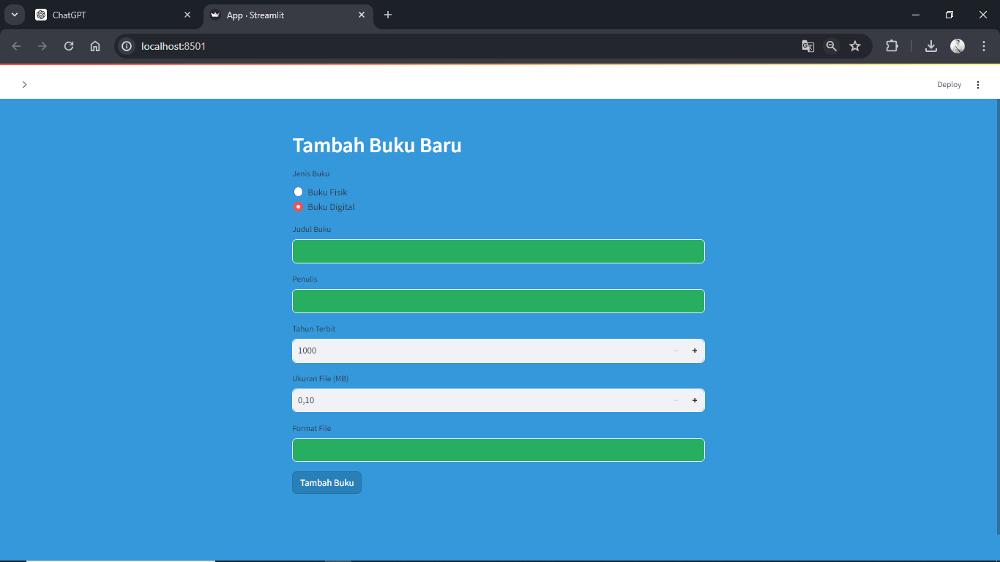 ChatGPT
App · Streamlit
localhost:8501
Deploy
Tambah Buku Baru
Jenis Buku
Buku Fisik
Buku Digital
Judul Buku
Penulis
Tahun Terbit
1000
Ukuran File (MB)
0,10
Format File
Tambah Buku